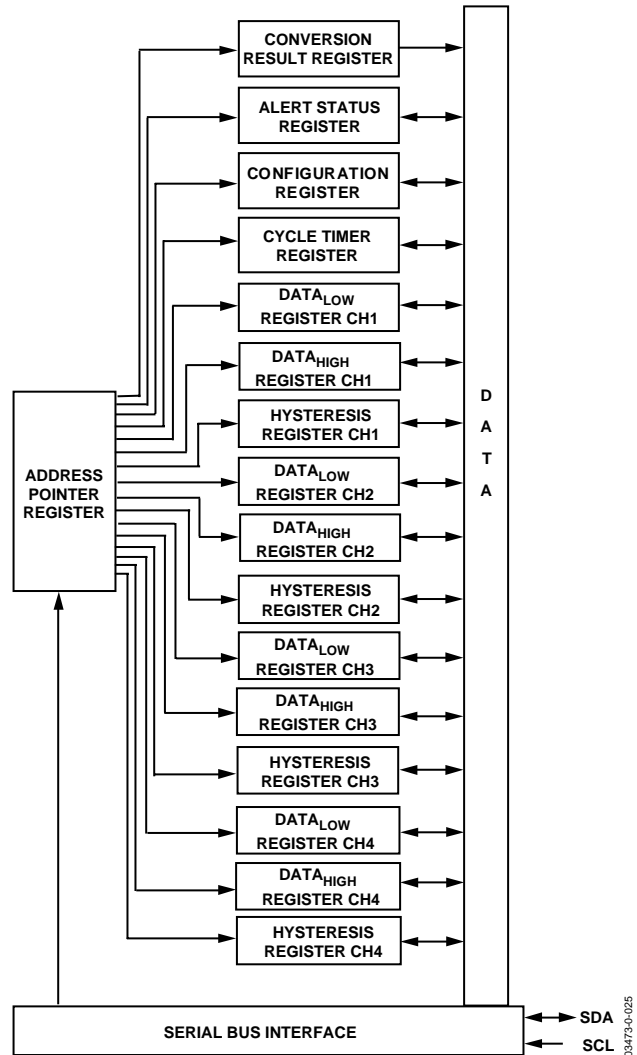 CONVERSION
RESULT REGISTER
ALERT STATUS
REGISTER
CONFIGURATION
REGISTER
CYCLE TIMER
REGISTER
DATALOW
REGISTER CH1
DATAHIGH
REGISTER CH1
HYSTERESIS
REGISTER CH1
DATALOW
REGISTER CH2
DATAHIGH
REGISTER CH2
HYSTERESIS
REGISTER CH2
DATALOW
REGISTER CH3
DATAHIGH
REGISTER CH3
HYSTERESIS
REGISTER CH3
DATALOW
REGISTER CH4
DATAHIGH
REGISTER CH4
HYSTERESIS
REGISTER CH4
ADDRESS
POINTER
REGISTER
D
A
T
A
SERIAL BUS INTERFACE
SDA
SCL
03473-0-025